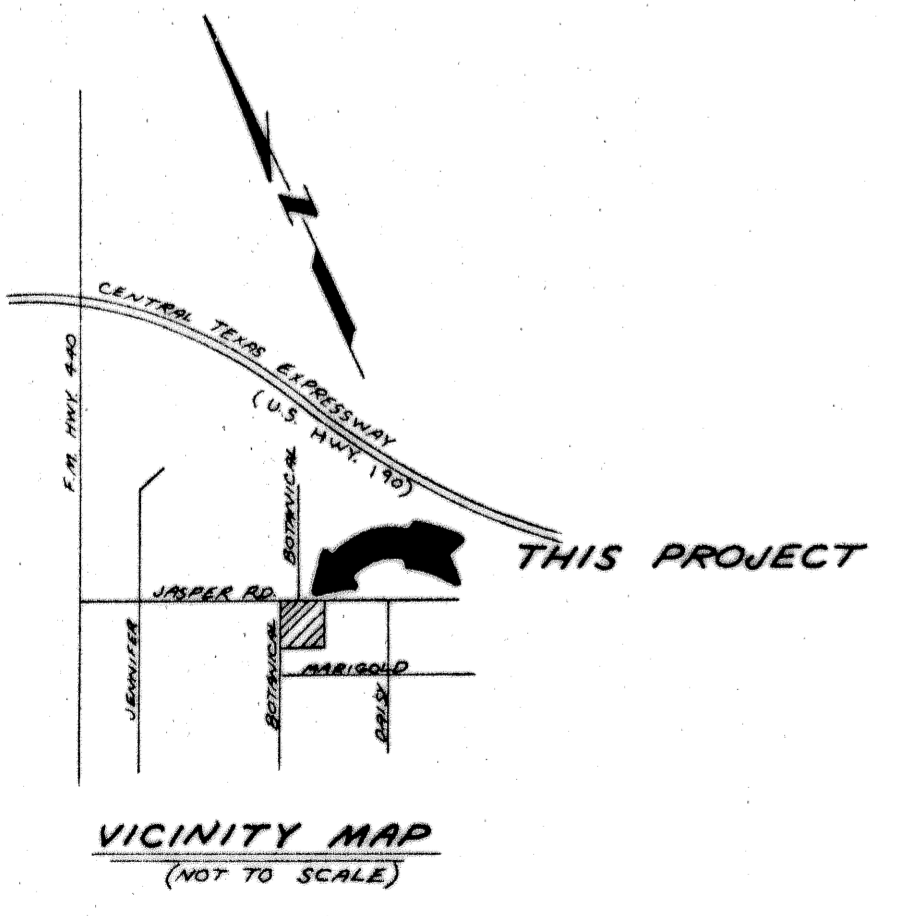 N
CENTRAL TEXAS EXPRESSWAY
(U.S. HWY. 190)
F.M. HWY 440
BOTANICAL
THIS PROJECT
JASPER RD.
JENNIFER
BOTANICAL
MARIGOLD
DAISY
VICINITY MAP
(NOT TO SCALE)